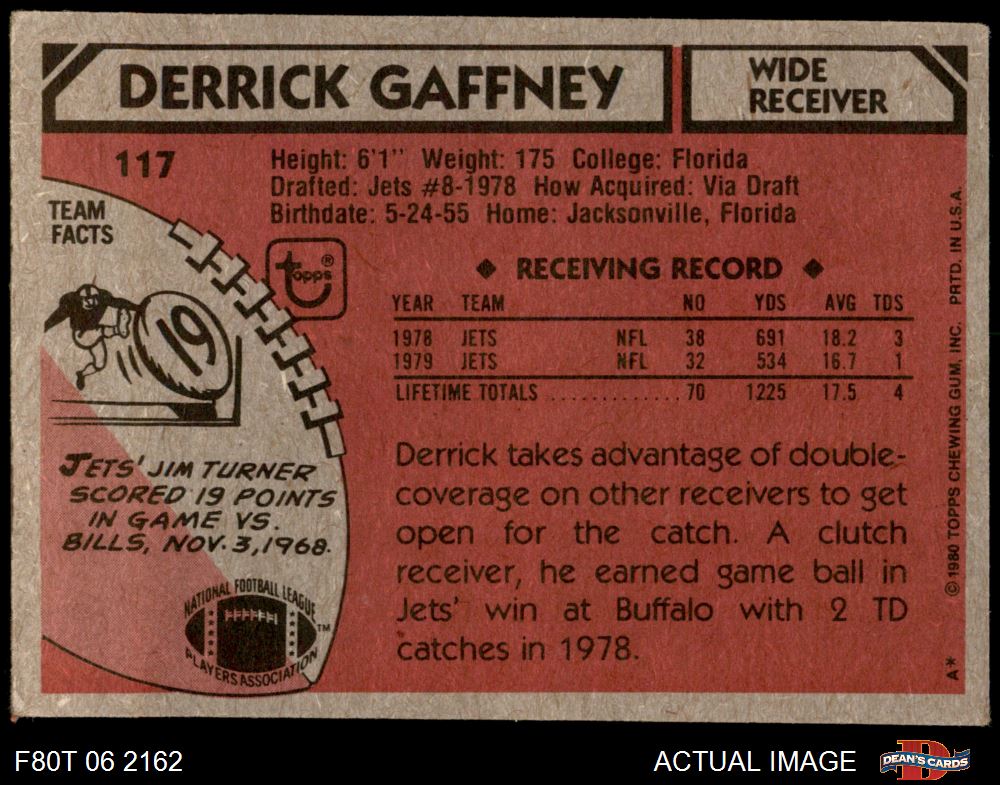 DERRICK GAFFNEY
WIDE
RECEIVER
117
Height: 6'1" Weight: 175 College: Florida
Drafted: Jets #8-1978 How Acquired: Via Draft
Birthdate: 5-24-55 Home: Jacksonville, Florida
TEAM
FACTS
19
JETS' JIM TURNER
SCORED 19 POINTS
IN GAME VS.
BILLS, NOV. 3, 1968.
NATIONAL FOOTBALL LEAGUE
PLAYERS ASSOCIATION
TM
topps®
◆ RECEIVING RECORD ◆
YEAR TEAM NO YDS AVG TDS
1978 JETS NFL 38 691 18.2 3
1979 JETS NFL 32 534 16.7 1
LIFETIME TOTALS .............70 1225 17.5 4
Derrick takes advantage of double-
coverage on other receivers to get
open for the catch. A clutch
receiver, he earned game ball in
Jets' win at Buffalo with 2 TD
catches in 1978.
A* © 1980 TOPPS CHEWING GUM, INC. PRTD. IN U.S.A.
F80T 06 2162
ACTUAL IMAGE
D
DEAN'S CARDS